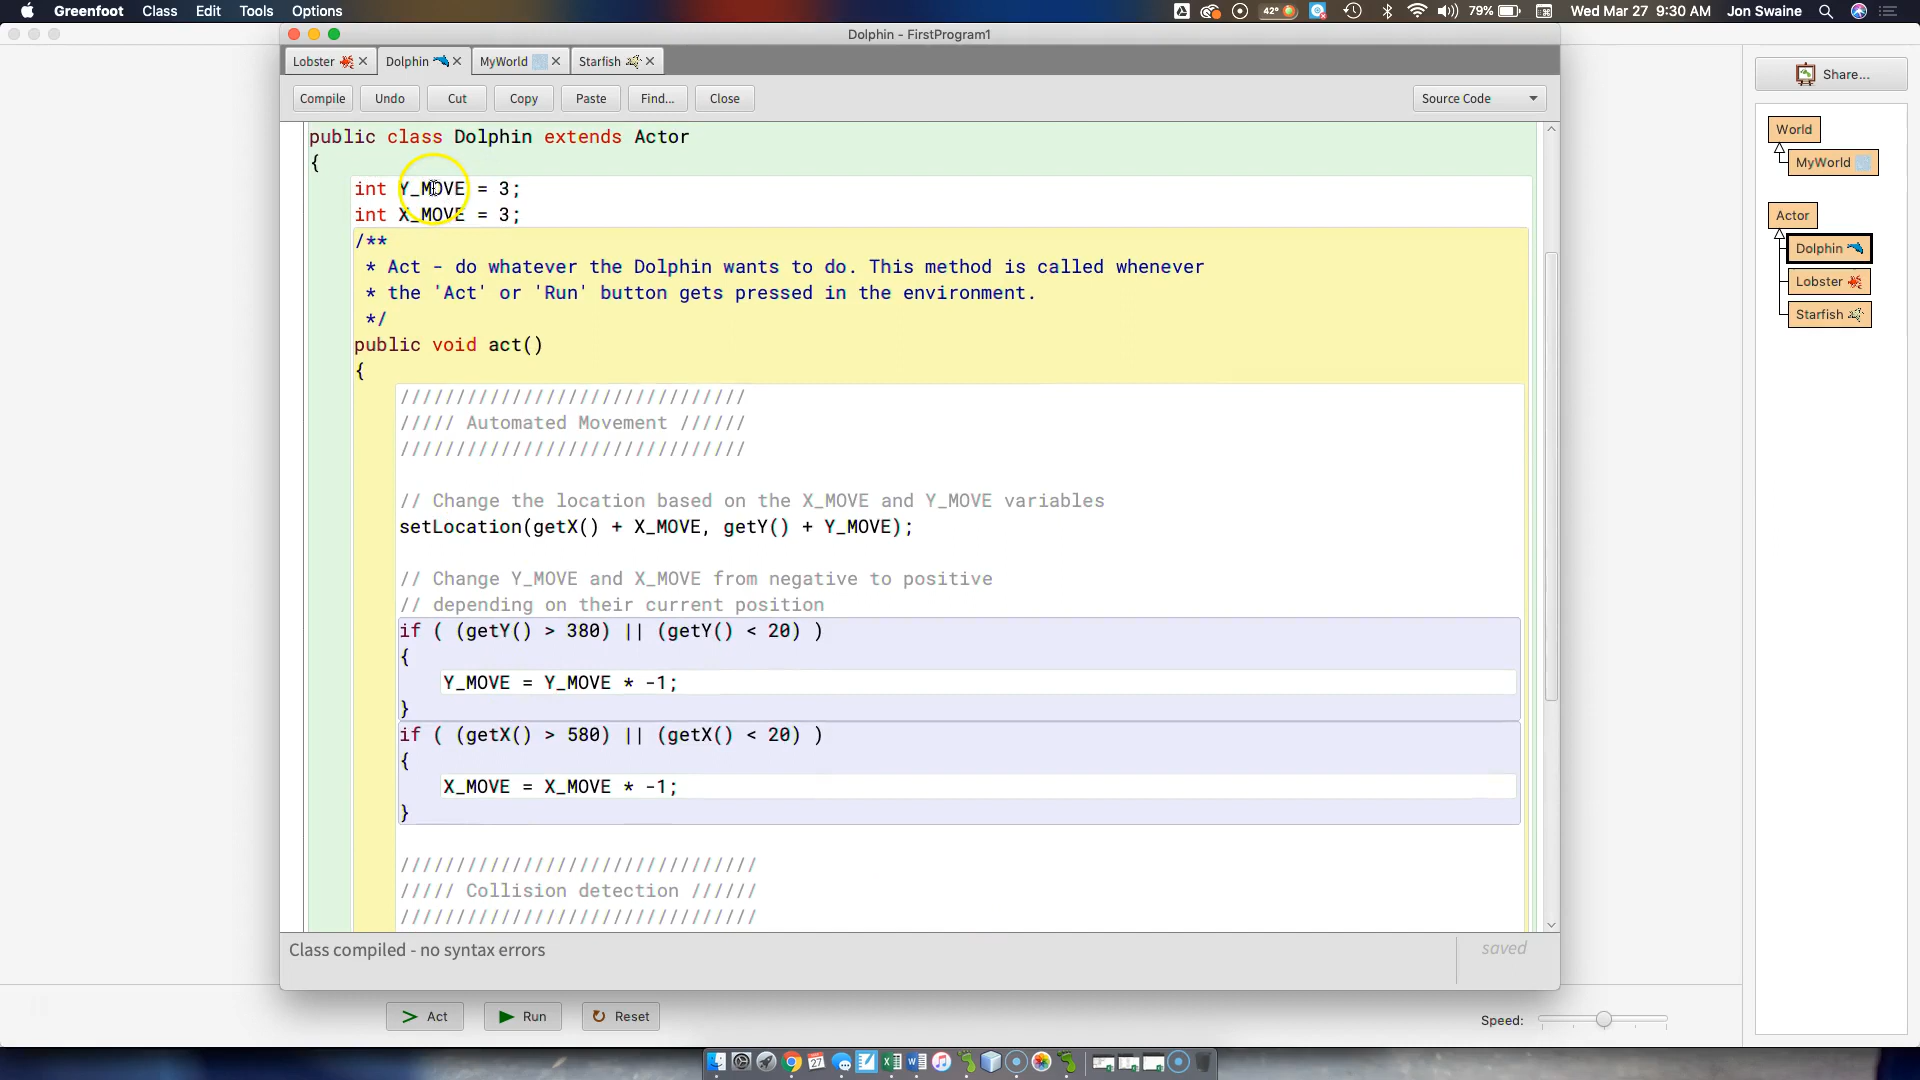 Greenfoot Class Edit Tools Options 42° 79% Wed Mar 27 9:30 AM Jon Swaine
Dolphin - FirstProgram1
Lobster Dolphin MyWorld Starfish
Compile Undo Cut Copy Paste Find... Close Source Code
Share...
public class Dolphin extends Actor
{
int Y_MOVE = 3;
int X_MOVE = 3;
/**
* Act - do whatever the Dolphin wants to do. This method is called whenever
* the 'Act' or 'Run' button gets pressed in the environment.
*/
public void act()
{
///////////////////////////////
///// Automated Movement //////
///////////////////////////////
// Change the location based on the X_MOVE and Y_MOVE variables
setLocation(getX() + X_MOVE, getY() + Y_MOVE);
// Change Y_MOVE and X_MOVE from negative to positive
// depending on their current position
if ( (getY() > 380) || (getY() < 20) )
{
Y_MOVE = Y_MOVE * -1;
}
if ( (getX() > 580) || (getX() < 20) )
{
X_MOVE = X_MOVE * -1;
}
////////////////////////////////
///// Collision detection //////
////////////////////////////////
Class compiled - no syntax errors
saved
World
MyWorld
Actor
Dolphin
Lobster
Starfish
> Act Run Reset
Speed: